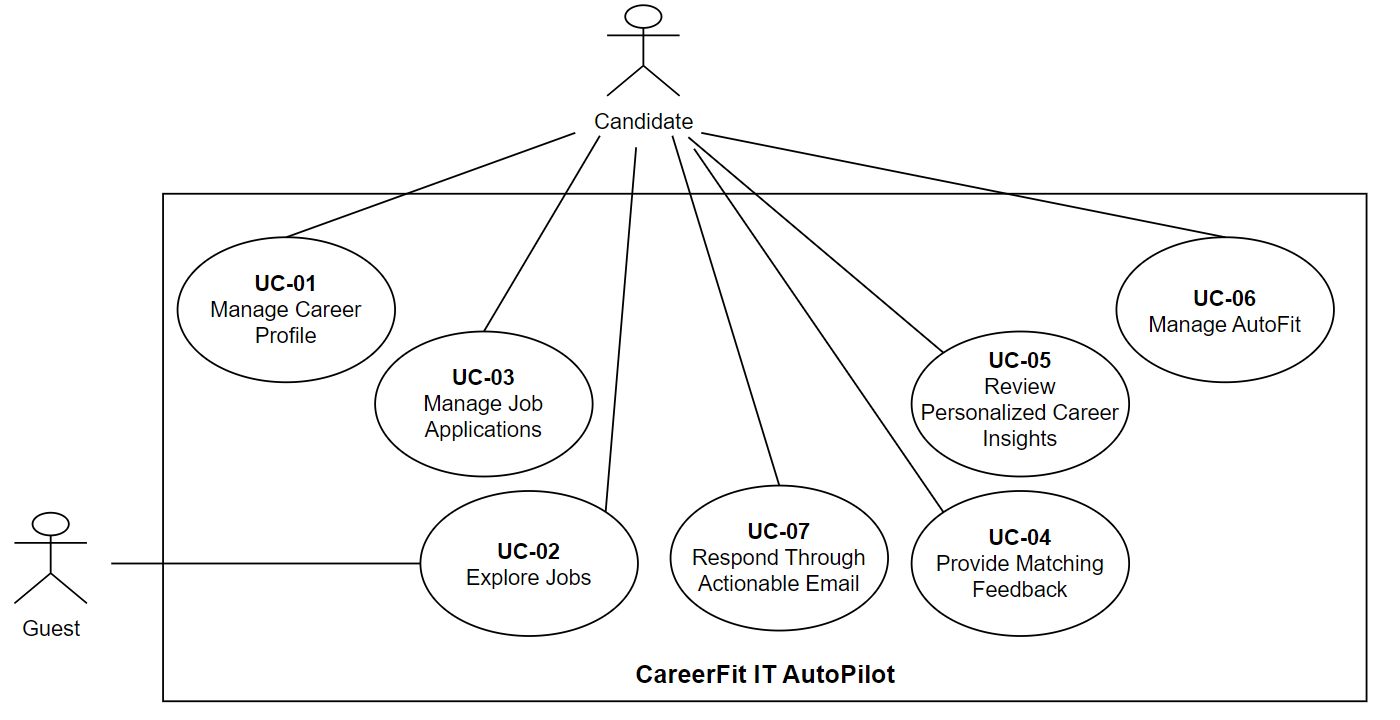 Candidate
UC-01
Manage Career
Profile
UC-06
Manage AutoFit
UC-03
Manage Job
Applications
UC-05
Review
Personalized Career
Insights
UC-02
Explore Jobs
UC-07
Respond Through
Actionable Email
UC-04
Provide Matching
Feedback
Guest
CareerFit IT AutoPilot